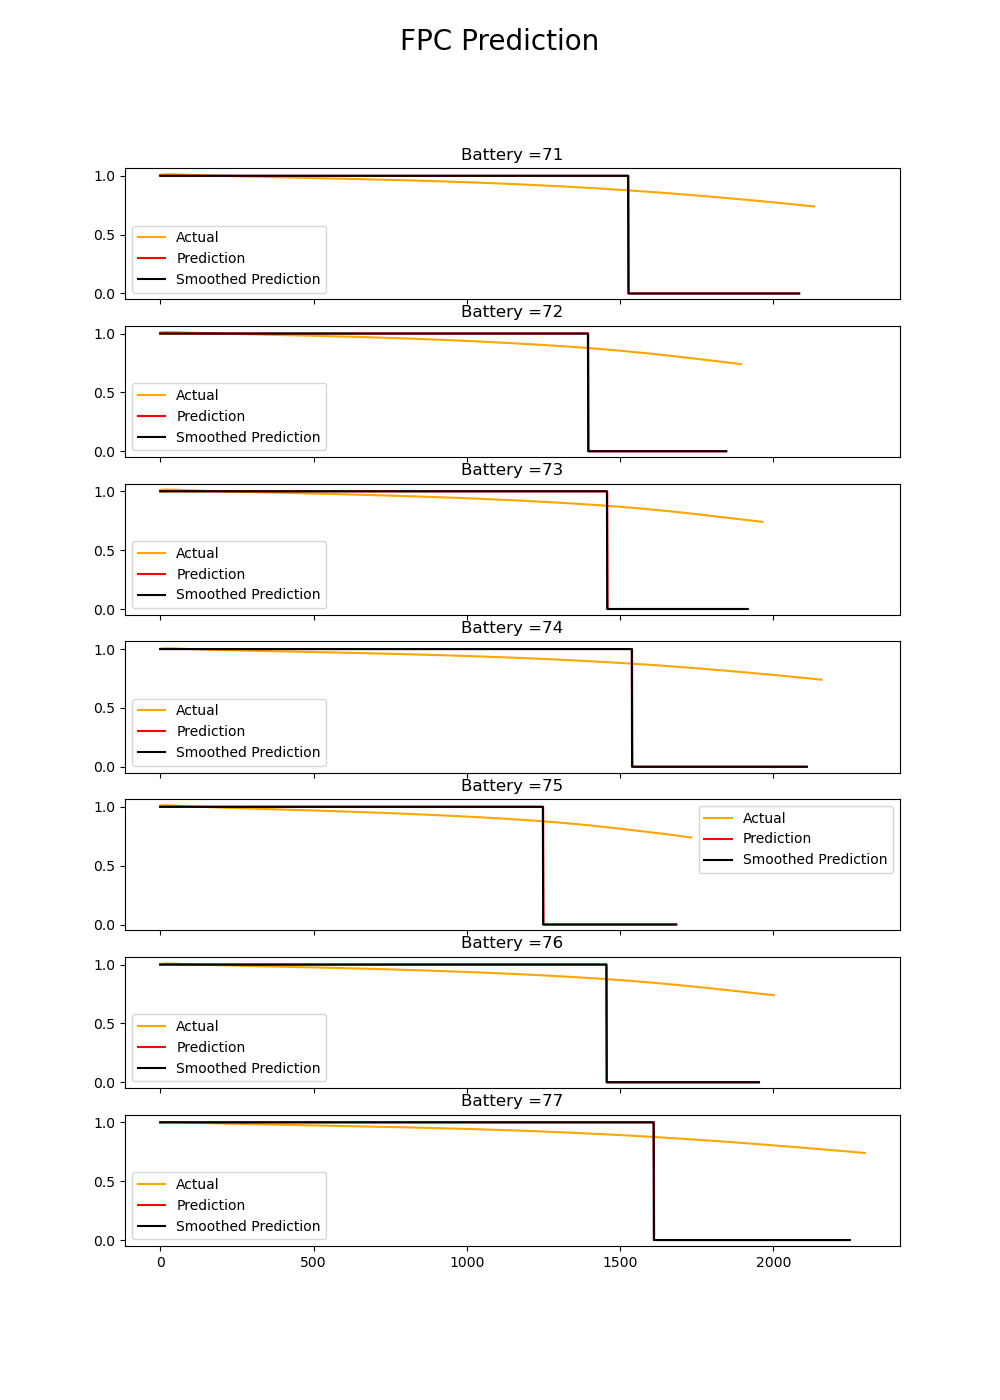 FPC Prediction
Battery =71
1.0
0.5
0.0
Actual
Prediction
Smoothed Prediction
Battery =72
1.0
0.5
0.0
Actual
Prediction
Smoothed Prediction
Battery =73
1.0
0.5
0.0
Actual
Prediction
Smoothed Prediction
Battery =74
1.0
0.5
0.0
Actual
Prediction
Smoothed Prediction
Battery =75
1.0
0.5
0.0
Actual
Prediction
Smoothed Prediction
Battery =76
1.0
0.5
0.0
Actual
Prediction
Smoothed Prediction
Battery =77
1.0
0.5
0.0
Actual
Prediction
Smoothed Prediction
0 500 1000 1500 2000